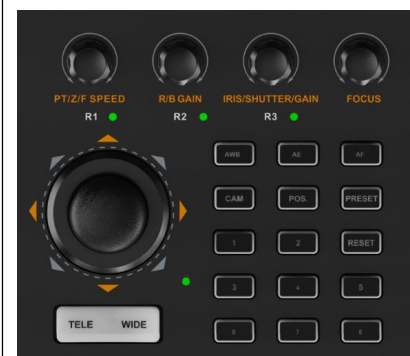 PT/Z/F SPEED R/B GAIN IRIS/SHUTTER/GAIN FOCUS
R1 R2 R3
AWB AE AF
CAM POS. PRESET
1 2 RESET
3 4 5
6 7 8
TELE WIDE